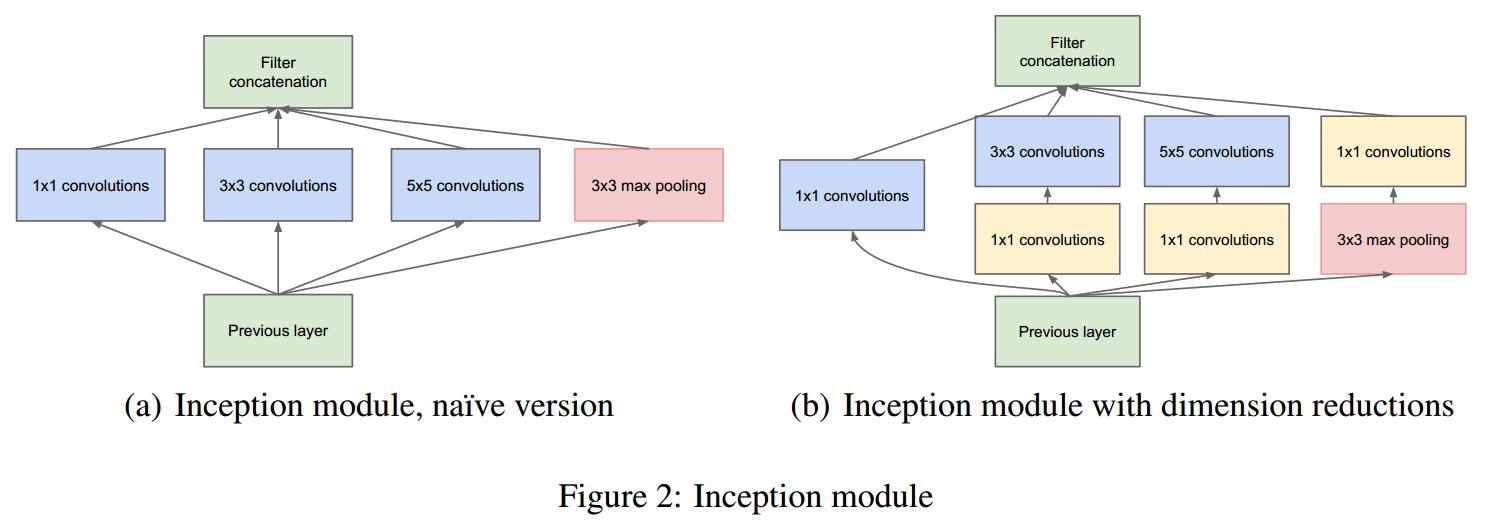 Filter
concatenation
1x1 convolutions
3x3 convolutions
5x5 convolutions
3x3 max pooling
Previous layer
(a) Inception module, naïve version
Filter
concatenation
1x1 convolutions
3x3 convolutions
5x5 convolutions
1x1 convolutions
1x1 convolutions
1x1 convolutions
3x3 max pooling
Previous layer
(b) Inception module with dimension reductions
Figure 2: Inception module